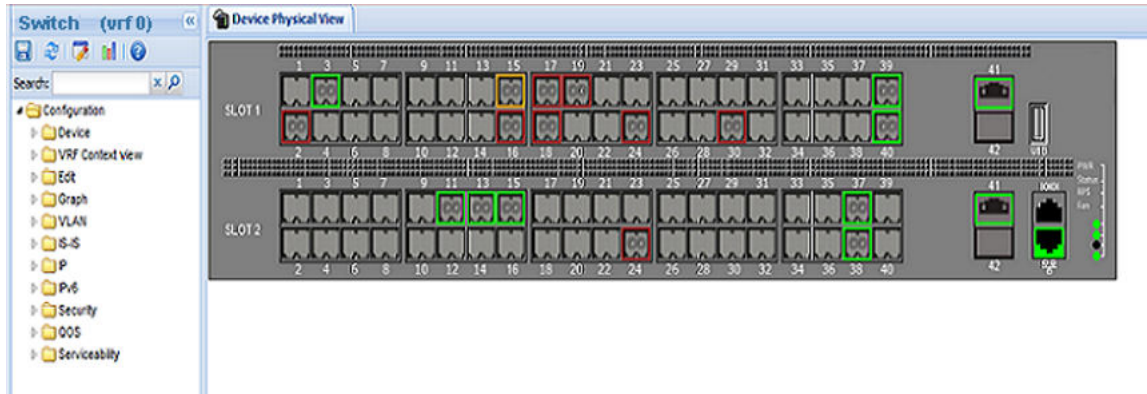 Switch (vrf 0)
Device Physical View
Search:
Configuration
Device
VRF Context View
Edit
Graph
VLAN
IS-IS
IP
IPv6
Security
QOS
Serviceability
1 3 5 7 9 11 13 15 17 19 21 23 25 27 29 31 33 35 37 39 41
SLOT 1
2 4 6 8 10 12 14 16 18 20 22 24 26 28 30 32 34 36 38 40 42
1 3 5 7 9 11 13 15 17 19 21 23 25 27 29 31 33 35 37 39 41
SLOT 2
2 4 6 8 10 12 14 16 18 20 22 24 26 28 30 32 34 36 38 40 42
PWR
Status
RPS
Fan